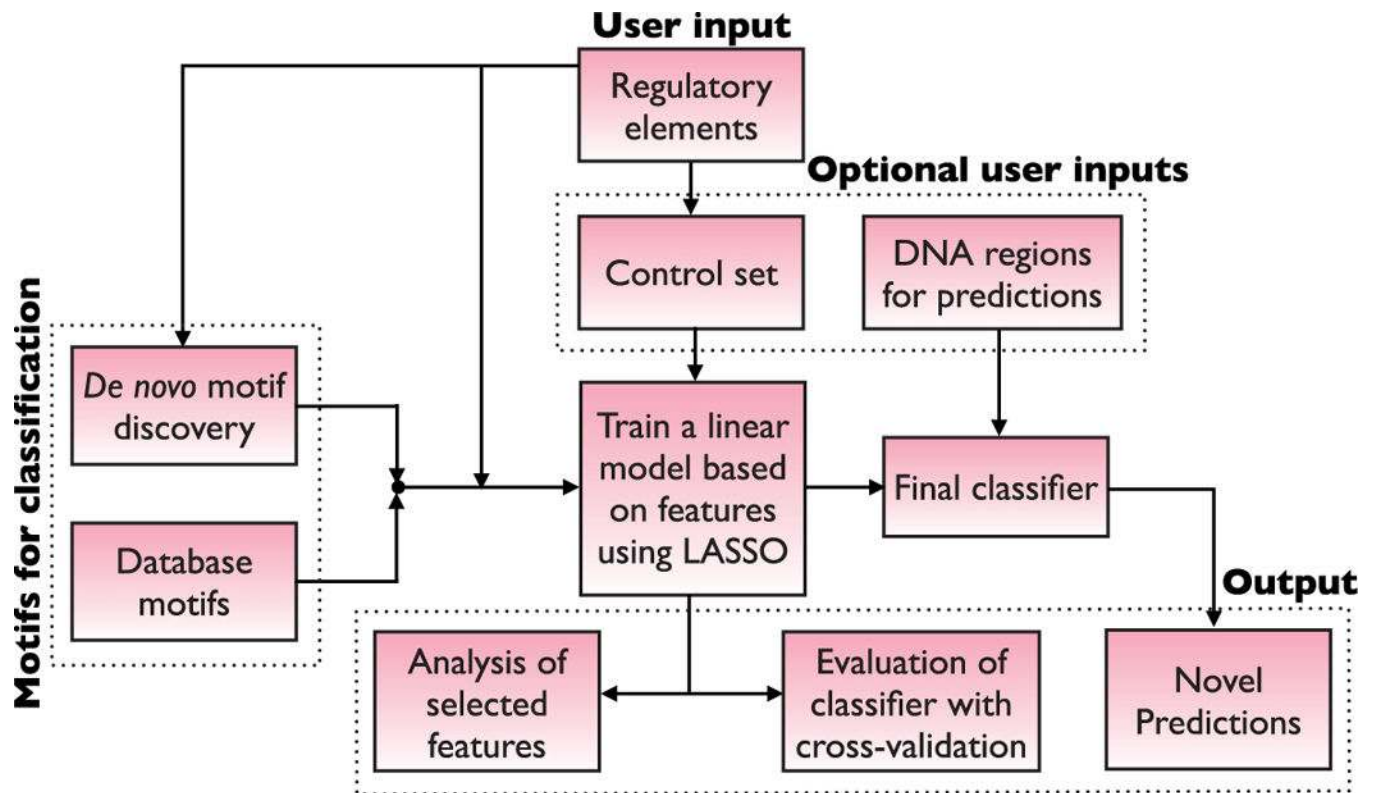 User input
Regulatory
elements
Optional user inputs
Control set
DNA regions
for predictions
Motifs for classification
De novo motif
discovery
Database
motifs
Train a linear
model based
on features
using LASSO
Final classifier
Output
Analysis of
selected
features
Evaluation of
classifier with
cross-validation
Novel
Predictions